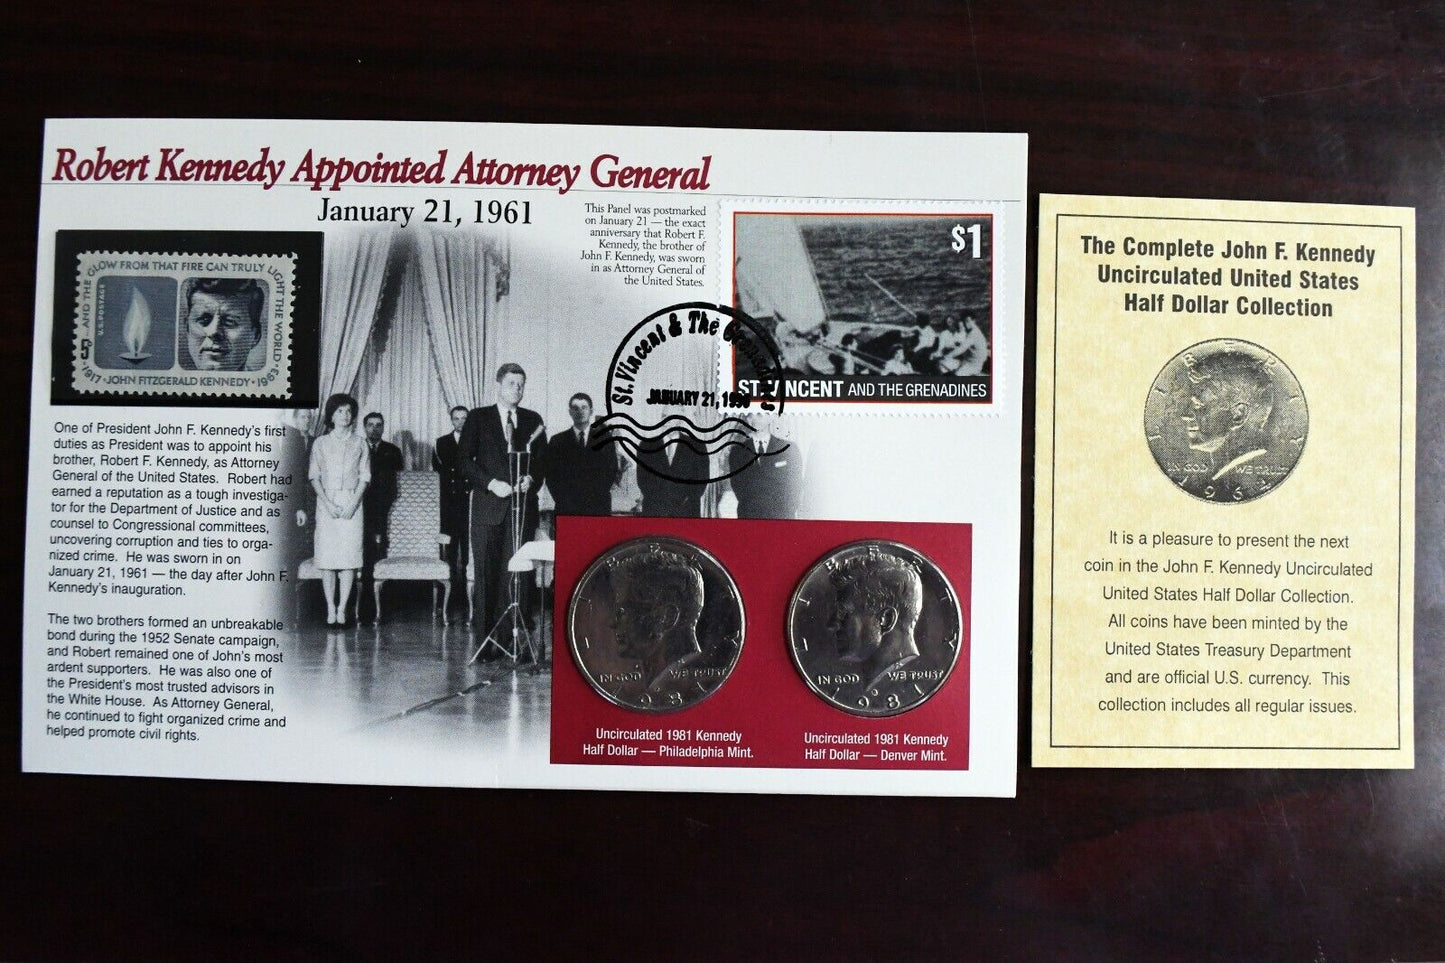 Robert Kennedy Appointed Attorney General
January 21, 1961
This Panel was postmarked
on January 21 — the exact
anniversary that Robert F.
Kennedy, the brother of
John F. Kennedy, was sworn
in as Attorney General of
the United States.
$1
ST. VINCENT AND THE GRENADINES
St. Vincent & The Grenadines
JANUARY 21,
...AND THE GLOW FROM THAT FIRE CAN TRULY LIGHT THE WORLD
U.S. POSTAGE
5¢
1917 · JOHN FITZGERALD KENNEDY · 1963
One of President John F. Kennedy's first
duties as President was to appoint his
brother, Robert F. Kennedy, as Attorney
General of the United States. Robert had
earned a reputation as a tough investiga-
tor for the Department of Justice and as
counsel to Congressional committees,
uncovering corruption and ties to orga-
nized crime. He was sworn in on
January 21, 1961 — the day after John F.
Kennedy's inauguration.
The two brothers formed an unbreakable
bond during the 1952 Senate campaign,
and Robert remained one of John's most
ardent supporters. He was also one of
the President's most trusted advisors in
the White House. As Attorney General,
he continued to fight organized crime and
helped promote civil rights.
LIBERTY
IN GOD WE TRUST
P
1981
Uncirculated 1981 Kennedy
Half Dollar — Philadelphia Mint.
LIBERTY
IN GOD WE TRUST
D
1981
Uncirculated 1981 Kennedy
Half Dollar — Denver Mint.
The Complete John F. Kennedy
Uncirculated United States
Half Dollar Collection
LIBERTY
IN GOD WE TRUST
1964
It is a pleasure to present the next
coin in the John F. Kennedy Uncirculated
United States Half Dollar Collection.
All coins have been minted by the
United States Treasury Department
and are official U.S. currency. This
collection includes all regular issues.